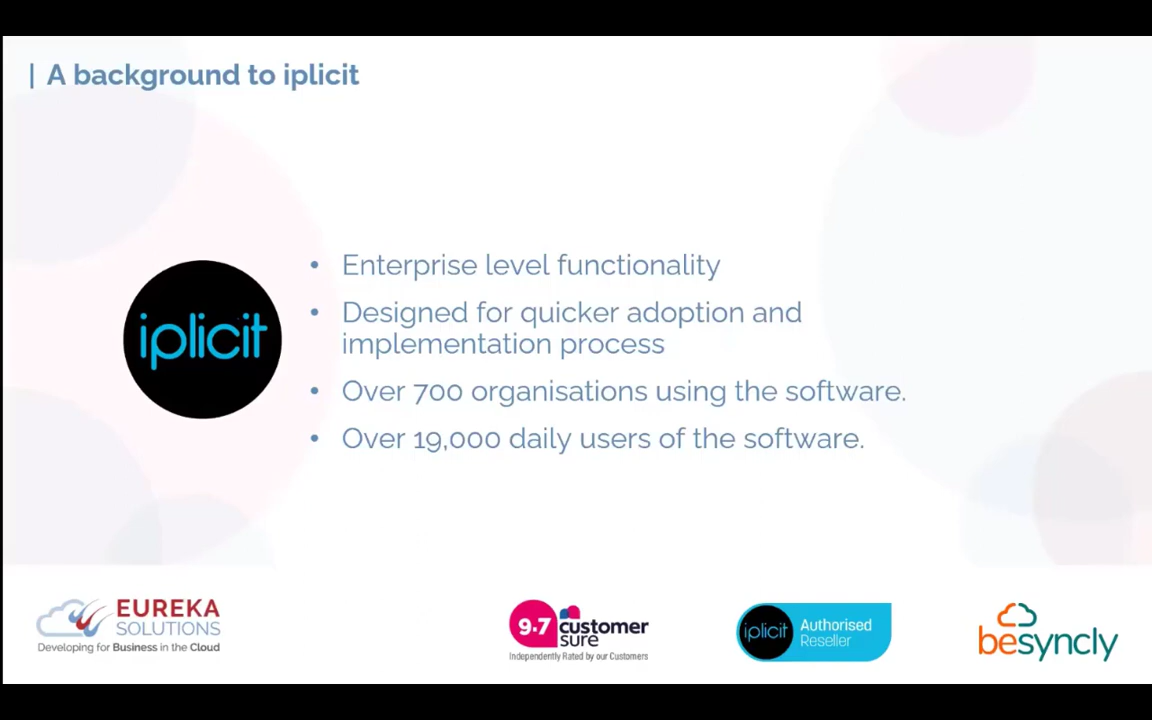 | A background to iplicit
iplicit
• Enterprise level functionality
• Designed for quicker adoption and
implementation process
• Over 700 organisations using the software.
• Over 19,000 daily users of the software.
EUREKA
SOLUTIONS
Developing for Business in the Cloud
9.7 customer
sure
Independently Rated by our Customers
iplicit Authorised
Reseller
besyncly